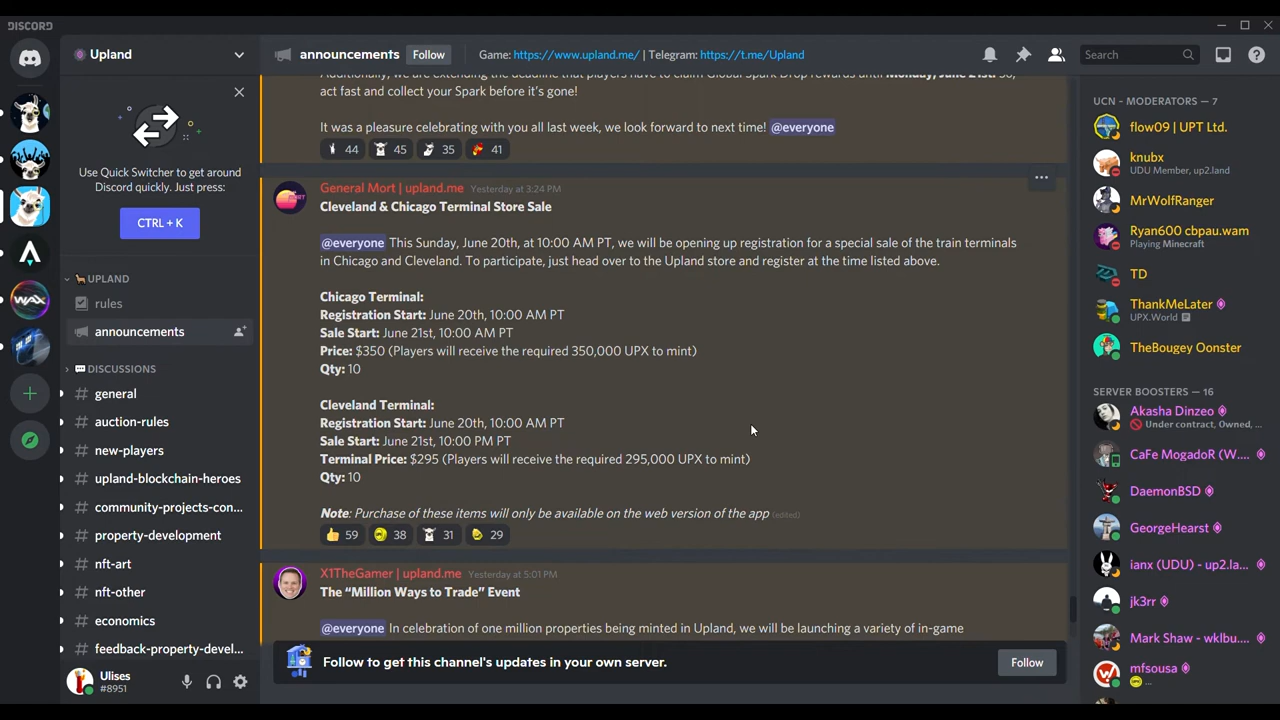 DISCORD
Upland
announcements Follow Game: https://www.upland.me/ | Telegram: https://t.me/Upland
Search
Use Quick Switcher to get around
Discord quickly. Just press:
CTRL + K
UPLAND
rules
announcements
DISCUSSIONS
# general
# auction-rules
# new-players
# upland-blockchain-heroes
# community-projects-con...
# property-development
# nft-art
# nft-other
# economics
# feedback-property-devel...
Ulises
#8951
WAX
act fast and collect your Spark before it's gone!
It was a pleasure celebrating with you all last week, we look forward to next time! @everyone
44 45 35 41
General Mort | upland.me Yesterday at 3:24 PM
Cleveland & Chicago Terminal Store Sale
@everyone This Sunday, June 20th, at 10:00 AM PT, we will be opening up registration for a special sale of the train terminals
in Chicago and Cleveland. To participate, just head over to the Upland store and register at the time listed above.
Chicago Terminal:
Registration Start: June 20th, 10:00 AM PT
Sale Start: June 21st, 10:00 AM PT
Price: $350 (Players will receive the required 350,000 UPX to mint)
Qty: 10
Cleveland Terminal:
Registration Start: June 20th, 10:00 AM PT
Sale Start: June 21st, 10:00 PM PT
Terminal Price: $295 (Players will receive the required 295,000 UPX to mint)
Qty: 10
Note: Purchase of these items will only be available on the web version of the app (edited)
59 38 31 29
X1TheGamer | upland.me Yesterday at 5:01 PM
The “Million Ways to Trade” Event
@everyone In celebration of one million properties being minted in Upland, we will be launching a variety of in-game
Follow to get this channel's updates in your own server.
Follow
UCN - MODERATORS — 7
flow09 | UPT Ltd.
knubx
UDU Member, up2.land
MrWolfRanger
Ryan600 cbpau.wam
Playing Minecraft
TD
ThankMeLater
UPX.World
TheBougey Oonster
SERVER BOOSTERS — 16
Akasha Dinzeo
Under contract, Owned, ...
CaFe MogadoR (W....
DaemonBSD
GeorgeHearst
ianx (UDU) - up2.la...
jk3rr
Mark Shaw - wklbu....
mfsousa
...